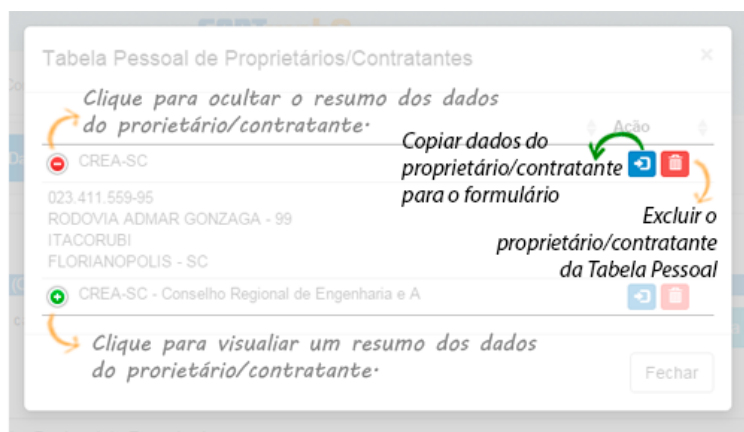 Tabela Pessoal de Proprietários/Contratantes ×
Clique para ocultar o resumo dos dados
do prorietário/contratante.
Ação
CREA-SC
Copiar dados do
proprietário/contratante
para o formulário
023.411.559-95
RODOVIA ADMAR GONZAGA - 99
ITACORUBI
FLORIANOPOLIS - SC
Excluir o
proprietário/contratante
da Tabela Pessoal
CREA-SC - Conselho Regional de Engenharia e A
Clique para visualiar um resumo dos dados
do prorietário/contratante.
Fechar